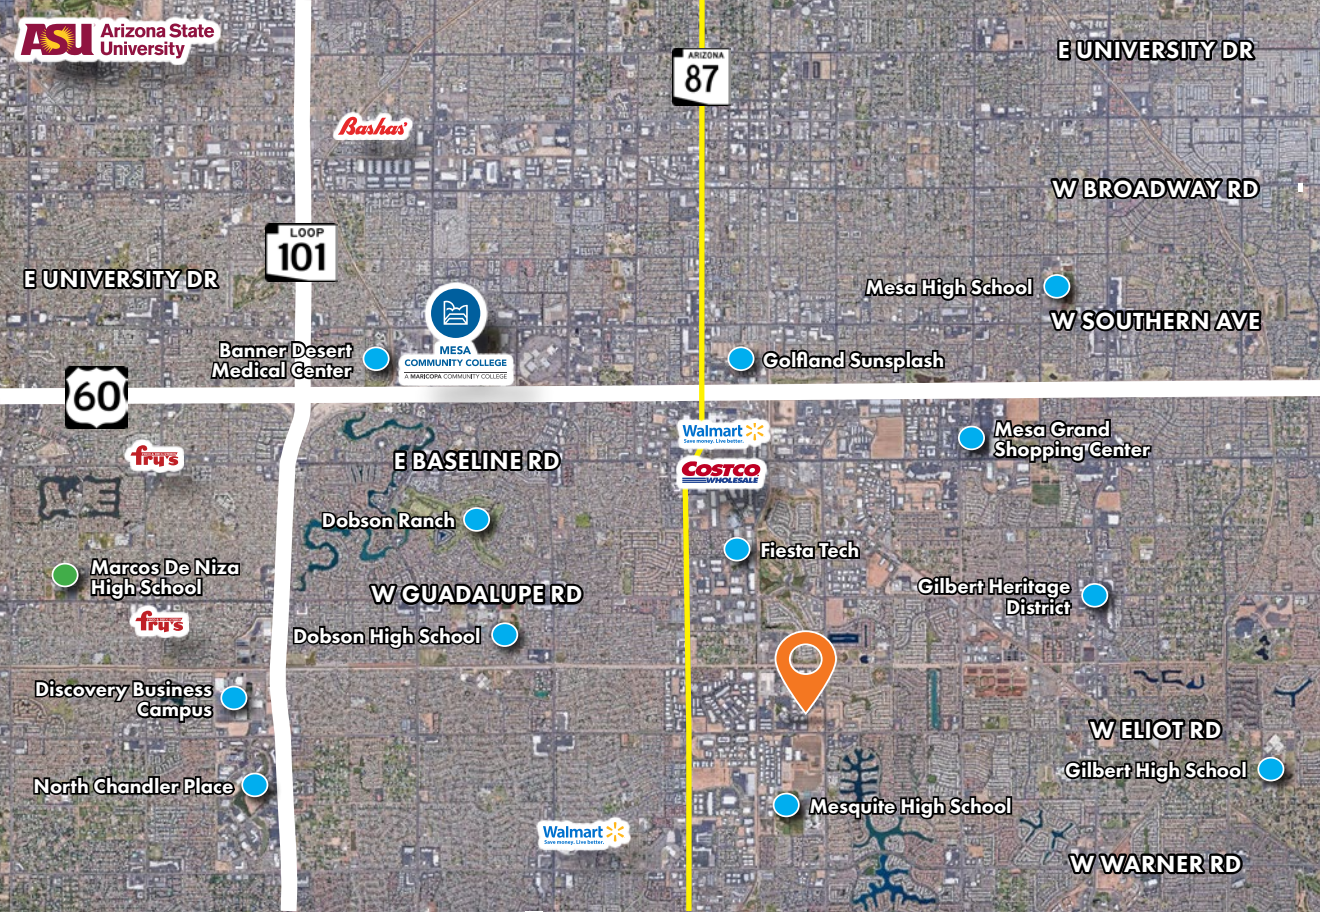 ASU Arizona State
University
ARIZONA
87
E UNIVERSITY DR
Bashas'
W BROADWAY RD
LOOP
101
E UNIVERSITY DR
Mesa High School
W SOUTHERN AVE
Banner Desert
Medical Center
MESA
COMMUNITY COLLEGE
A MARICOPA COMMUNITY COLLEGE
Golfland Sunsplash
60
Walmart
Save money. Live better.
Mesa Grand
Shopping Center
fry's
E BASELINE RD
COSTCO
WHOLESALE
Dobson Ranch
Fiesta Tech
Marcos De Niza
High School
W GUADALUPE RD
Gilbert Heritage
District
fry's
Dobson High School
Discovery Business
Campus
W ELIOT RD
Gilbert High School
North Chandler Place
Mesquite High School
Walmart
Save money. Live better.
W WARNER RD